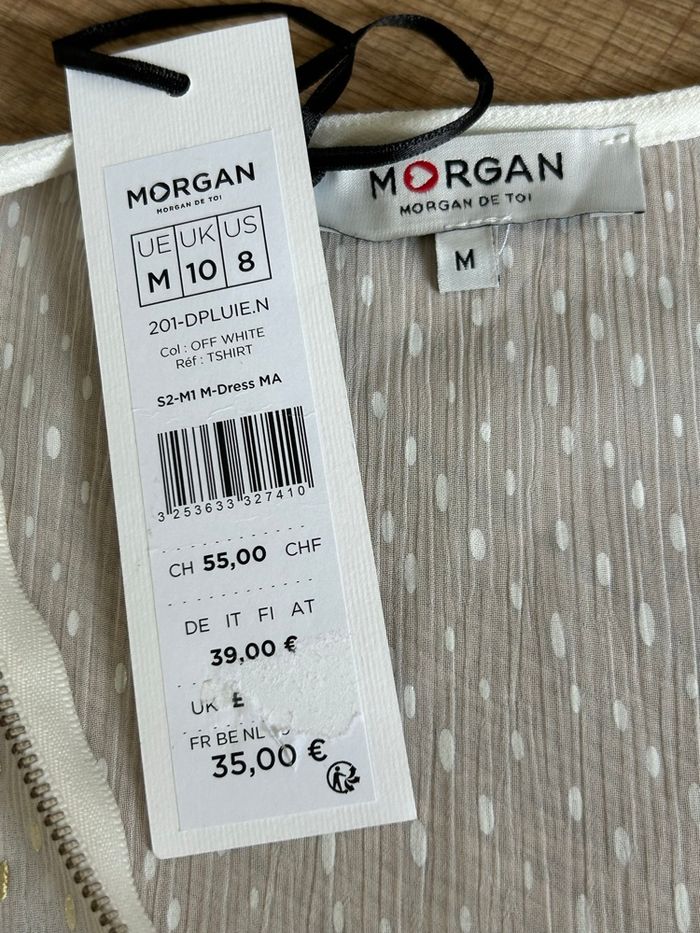 MORGAN
MORGAN DE TOI
UE UK US
M 10 8
201-DPLUIE.N
Col : OFF WHITE
Réf : TSHIRT
S2-M1 M-Dress MA
3 253633 327410
CH 55,00 CHF
DE IT FI AT
39,00 €
UK £
FR BE NL
35,00 €
MORGAN
MORGAN DE TOI
M